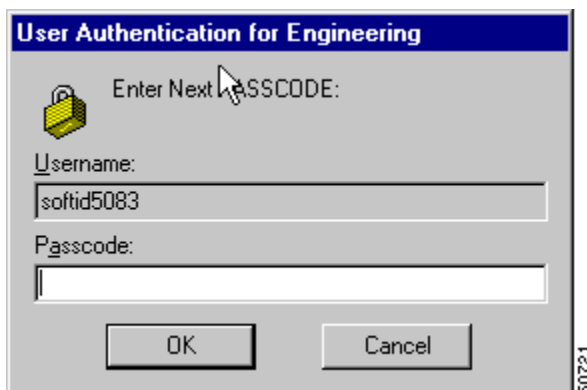 User Authentication for Engineering
Enter Next PASSCODE:
Username:
softid5083
Passcode:
OK
Cancel